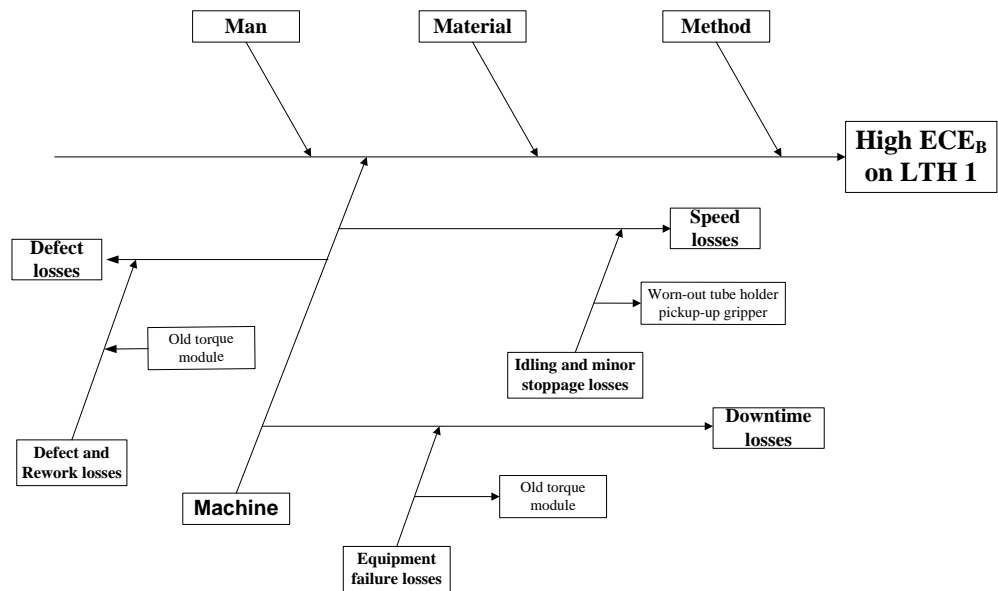 Man
Material
Method
High ECE_B
on LTH 1
Speed
losses
Defect
losses
Worn-out tube holder
pickup-up gripper
Old torque
module
Idling and minor
stoppage losses
Downtime
losses
Defect and
Rework losses
Machine
Old torque
module
Equipment
failure losses